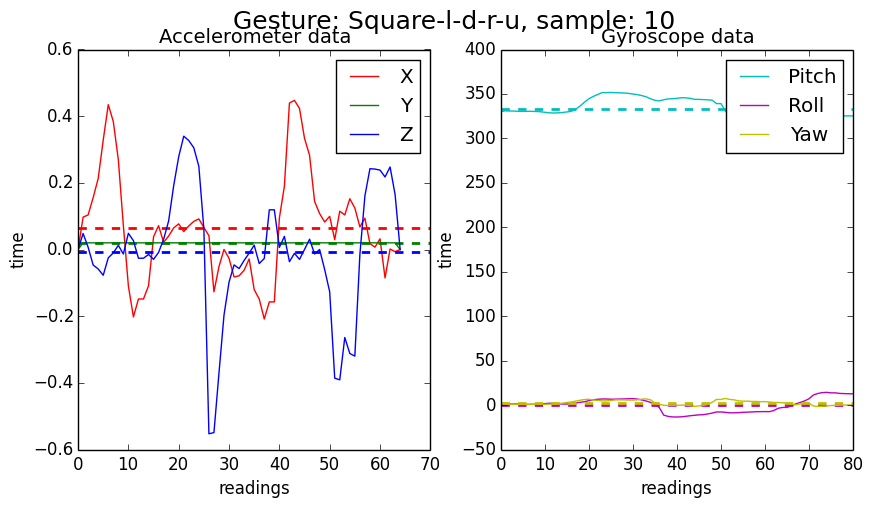 Gesture: Square-l-d-r-u, sample: 10
Accelerometer data
0.6
0.4
0.2
0.0
−0.2
−0.4
−0.6
time
0 10 20 30 40 50 60 70
readings
X
Y
Z
Gyroscope data
400
350
300
250
200
150
100
50
0
−50
time
0 10 20 30 40 50 60 70 80
readings
Pitch
Roll
Yaw